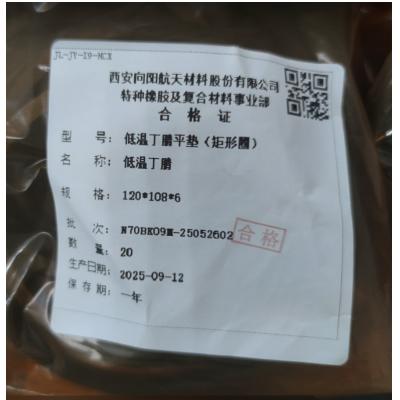 JL-JY-19-MCX
西安向阳航天材料股份有限公司
特种橡胶及复合材料事业部
合格证
型 号：低温丁腈平垫（矩形圈）
名 称：低温丁腈
规 格：120*108*6
批 次：N70BK09M-25052602
合格
数 量：20
生产日期：2025-09-12
保 存 期：一年